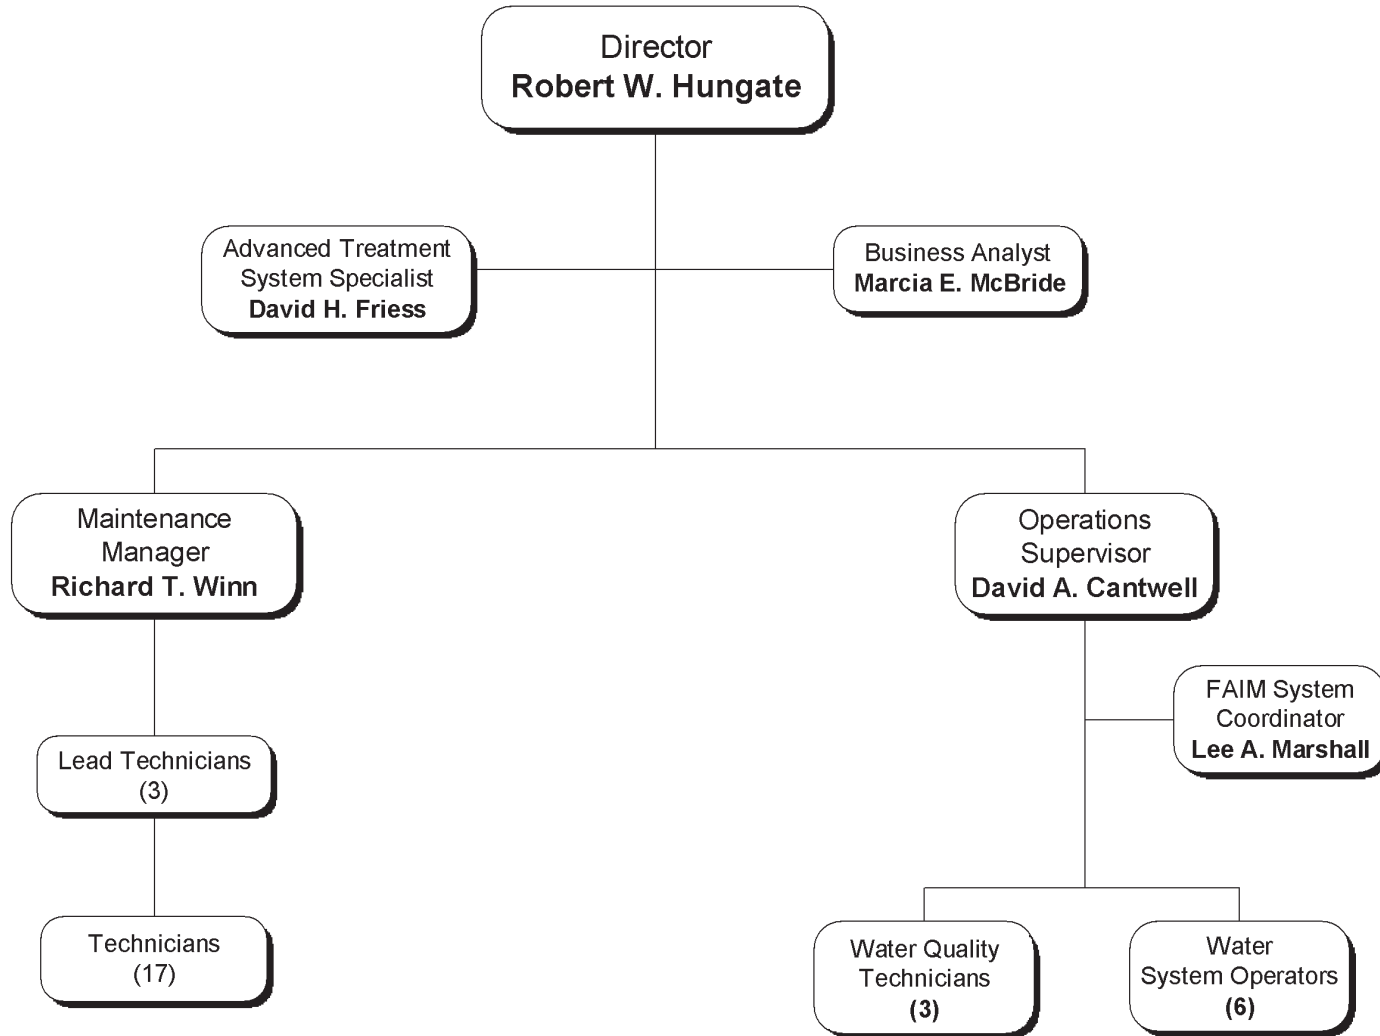 Director
Robert W. Hungate
Advanced Treatment
System Specialist
David H. Friess
Business Analyst
Marcia E. McBride
Maintenance
Manager
Richard T. Winn
Operations
Supervisor
David A. Cantwell
FAIM System
Coordinator
Lee A. Marshall
Lead Technicians
(3)
Technicians
(17)
Water Quality
Technicians
(3)
Water
System Operators
(6)